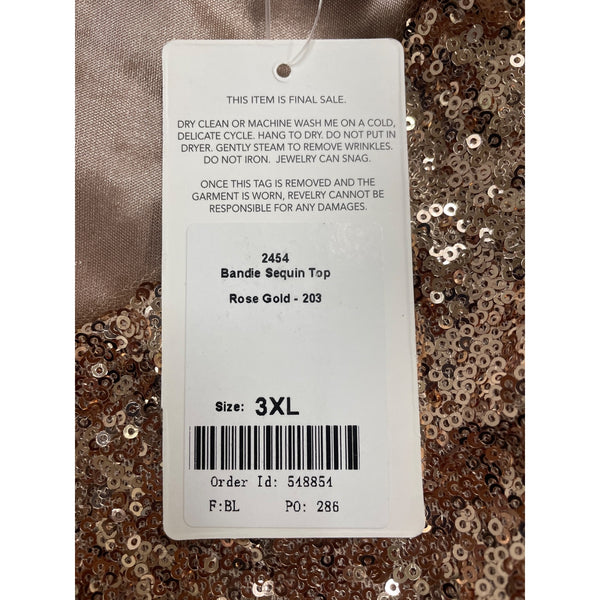 THIS ITEM IS FINAL SALE.
DRY CLEAN OR MACHINE WASH ME ON A COLD,
DELICATE CYCLE. HANG TO DRY. DO NOT PUT IN
DRYER. GENTLY STEAM TO REMOVE WRINKLES.
DO NOT IRON. JEWELRY CAN SNAG.
ONCE THIS TAG IS REMOVED AND THE
GARMENT IS WORN, REVELRY CANNOT BE
RESPONSIBLE FOR ANY DAMAGES.
2454
Bandie Sequin Top
Rose Gold - 203
Size: 3XL
Order Id: 548854
F:BL PO: 286